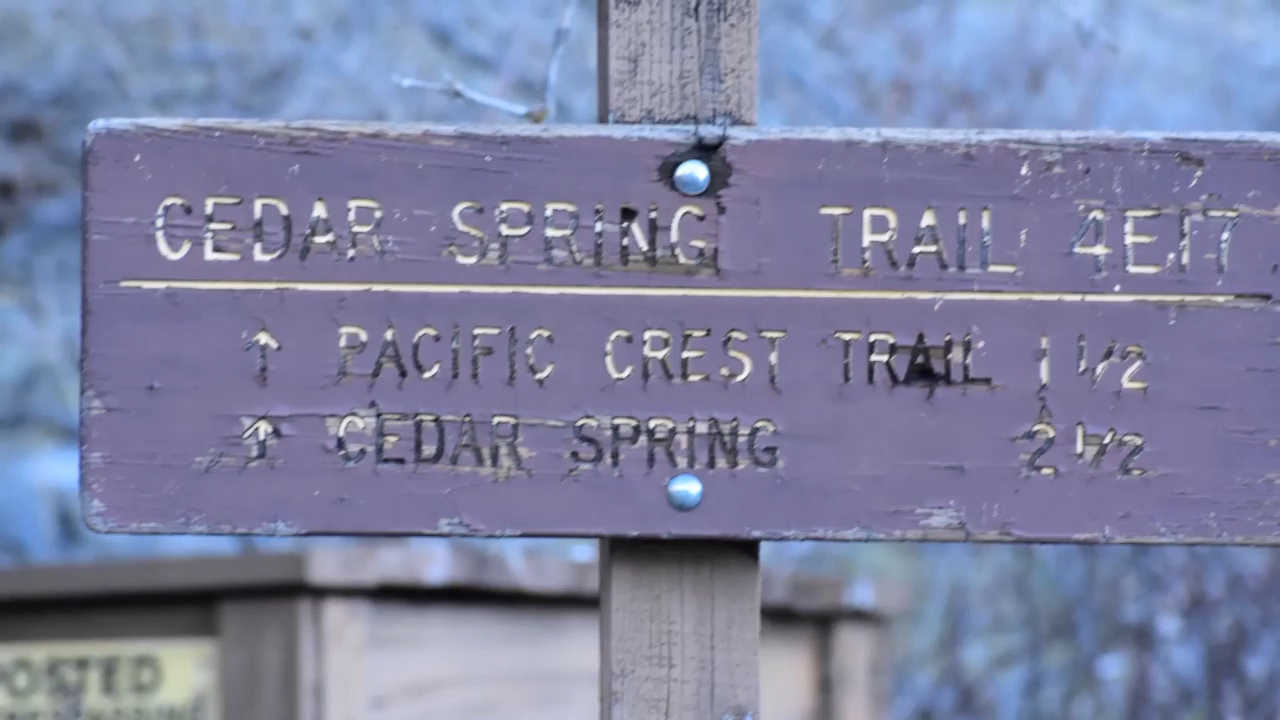 CEDAR SPRING TRAIL 4E17
↑ PACIFIC CREST TRAIL 1 1/2
↑ CEDAR SPRING 2 1/2
POSTED